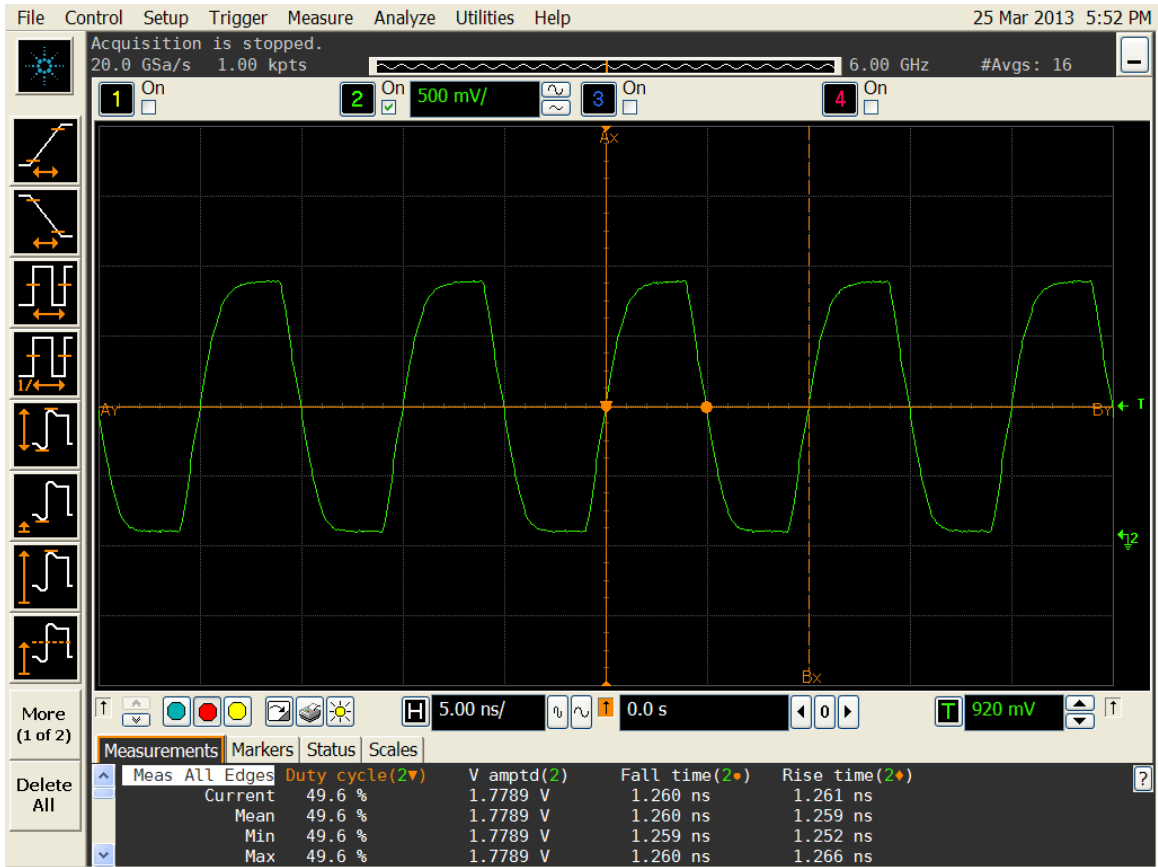 File Control Setup Trigger Measure Analyze Utilities Help 25 Mar 2013 5:52 PM
Acquisition is stopped.
20.0 GSa/s 1.00 kpts 6.00 GHz #Avgs: 16
1 On 2 On 500 mV/ 3 On 4 On
Ax
1/
AY BY T
2
Bx
More
(1 of 2)
Delete
All
H 5.00 ns/ 0.0 s 0 T 920 mV
Measurements Markers Status Scales
Meas All Edges Duty cycle(2▼) V amptd(2) Fall time(2●) Rise time(2♦) ?
Current 49.6 % 1.7789 V 1.260 ns 1.261 ns
Mean 49.6 % 1.7789 V 1.260 ns 1.259 ns
Min 49.6 % 1.7789 V 1.259 ns 1.252 ns
Max 49.6 % 1.7789 V 1.260 ns 1.266 ns